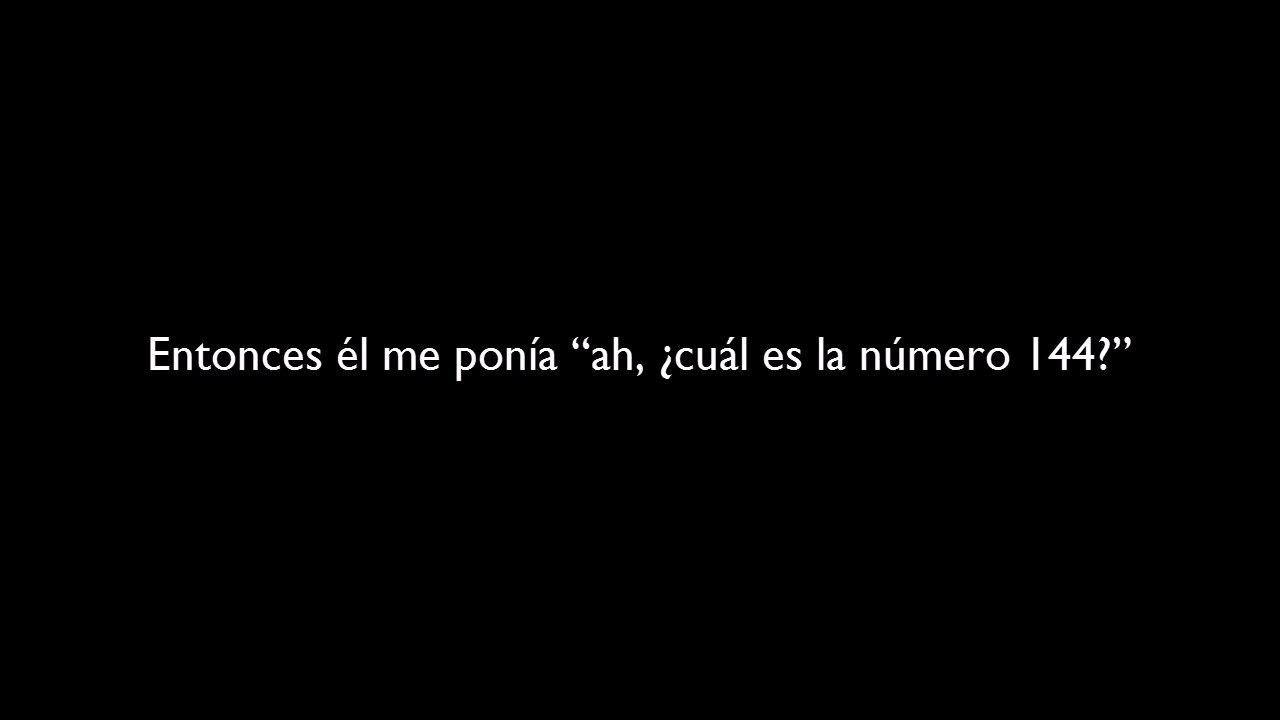 Entonces él me ponía “ah, ¿cuál es la número 144?”